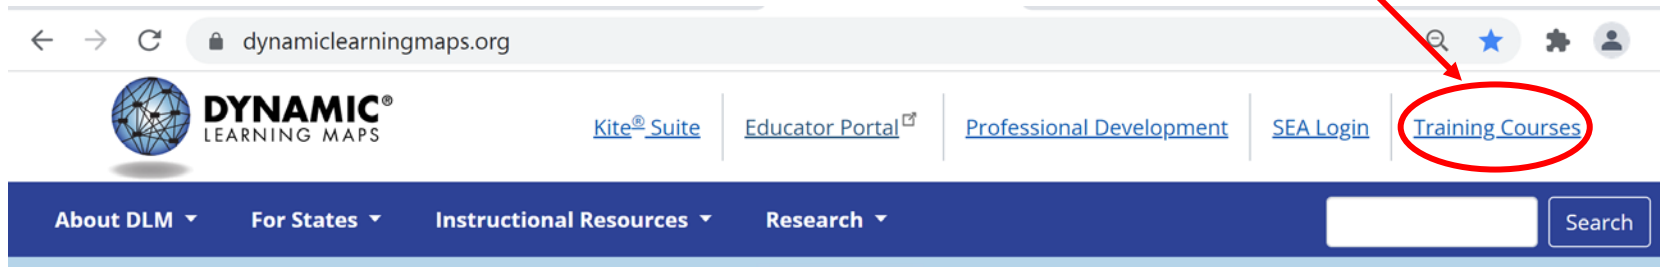 dynamiclearningmaps.org
DYNAMIC®
LEARNING MAPS
Kite® Suite Educator Portal Professional Development SEA Login Training Courses
About DLM For States Instructional Resources Research Search